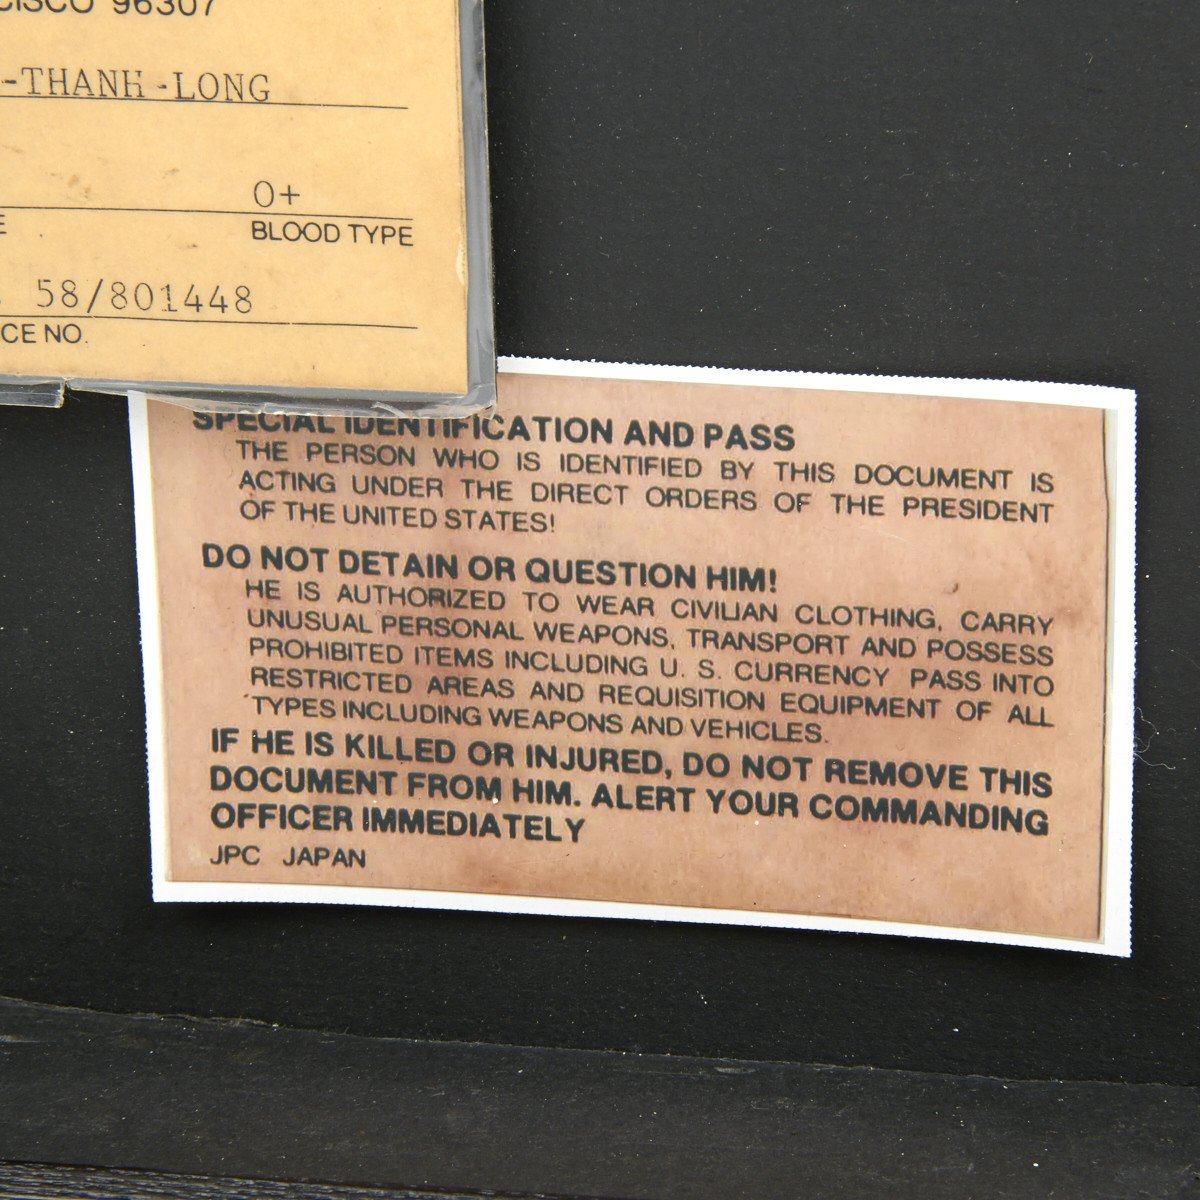 96307
-THANH-LONG
O+
BLOOD TYPE
58/801448
CE NO.
SPECIAL IDENTIFICATION AND PASS
THE PERSON WHO IS IDENTIFIED BY THIS DOCUMENT IS
ACTING UNDER THE DIRECT ORDERS OF THE PRESIDENT
OF THE UNITED STATES!
DO NOT DETAIN OR QUESTION HIM!
HE IS AUTHORIZED TO WEAR CIVILIAN CLOTHING, CARRY
UNUSUAL PERSONAL WEAPONS, TRANSPORT AND POSSESS
PROHIBITED ITEMS INCLUDING U. S. CURRENCY PASS INTO
RESTRICTED AREAS AND REQUISITION EQUIPMENT OF ALL
TYPES INCLUDING WEAPONS AND VEHICLES.
IF HE IS KILLED OR INJURED, DO NOT REMOVE THIS
DOCUMENT FROM HIM. ALERT YOUR COMMANDING
OFFICER IMMEDIATELY
JPC JAPAN